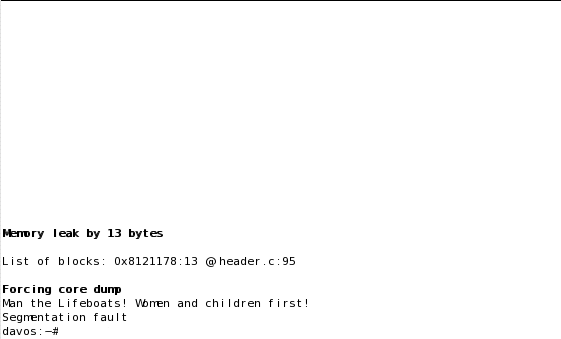 Memory leak by 13 bytes
List of blocks: 0x8121178:13 @header.c:95
Forcing core dump
Man the Lifeboats! Women and children first!
Segmentation fault
davos:~#